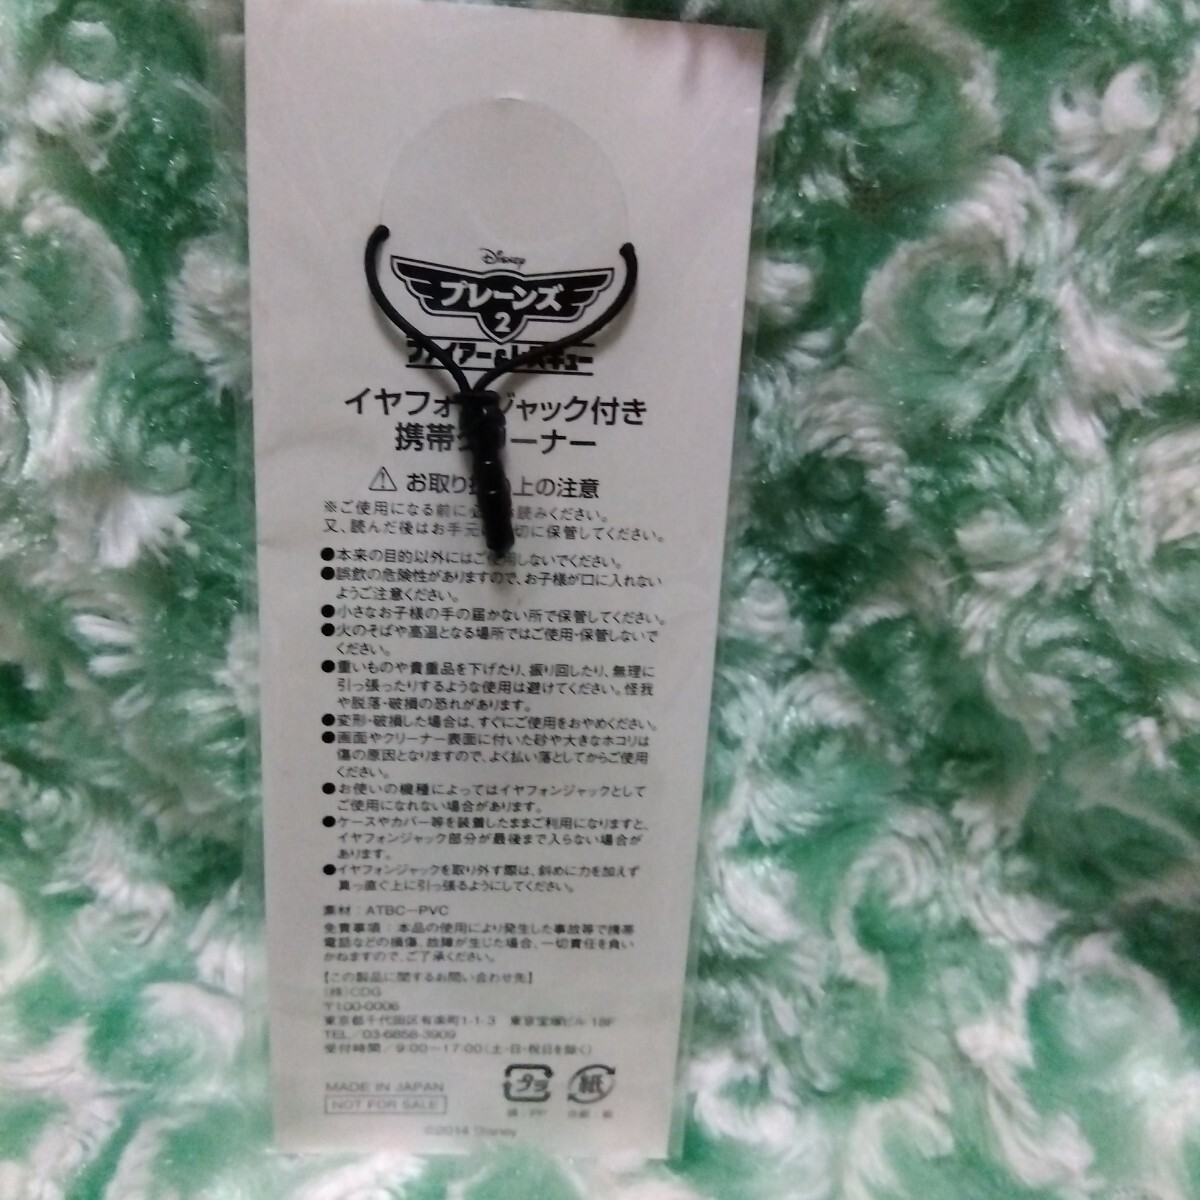 Disney
プレーンズ
2
ファイアー&レスキュー
イヤフォンジャック付き
携帯クリーナー
⚠ お取り扱い上の注意
※ご使用になる前に必ずお読みください。
又、読んだ後はお手元に大切に保管してください。
●本来の目的以外にはご使用しないでください。
●誤飲の危険性がありますので、お子様が口に入れない
ようご注意ください。
●小さなお子様の手の届かない所で保管してください。
●火のそばや高温となる場所ではご使用・保管しないで
ください。
●重いものや貴重品を下げたり、振り回したり、無理に
引っ張ったりするような使用は避けてください。怪我
や脱落・破損の恐れがあります。
●変形・破損した場合は、すぐにご使用をおやめください。
●画面やクリーナー表面に付いた砂や大きなホコリは
傷の原因となりますので、よく払い落としてからご使用
ください。
●お使いの機種によってはイヤフォンジャックとして
ご使用になれない場合があります。
●ケースやカバー等を装着したままご利用になりますと、
イヤフォンジャック部分が最後まで入らない場合が
あります。
●イヤフォンジャックを取り外す際は、斜めに力を加えず
真っ直ぐ上に引っ張るようにしてください。
素材：ATBC－PVC
免責事項：本品の使用により発生した事故等で携帯
電話などの損傷、故障が生じた場合、一切責任を負い
かねますので、ご了承ください。
【この製品に関するお問い合わせ先】
(株)CDG
〒100-0006
東京都千代田区有楽町1-1-3 東京宝塚ビル 18F
TEL／03-6858-3909
受付時間／9:00～17:00（土・日・祝日を除く）
MADE IN JAPAN
NOT FOR SALE
プラ
紙
袋：PP
台紙：紙
©2014 Disney